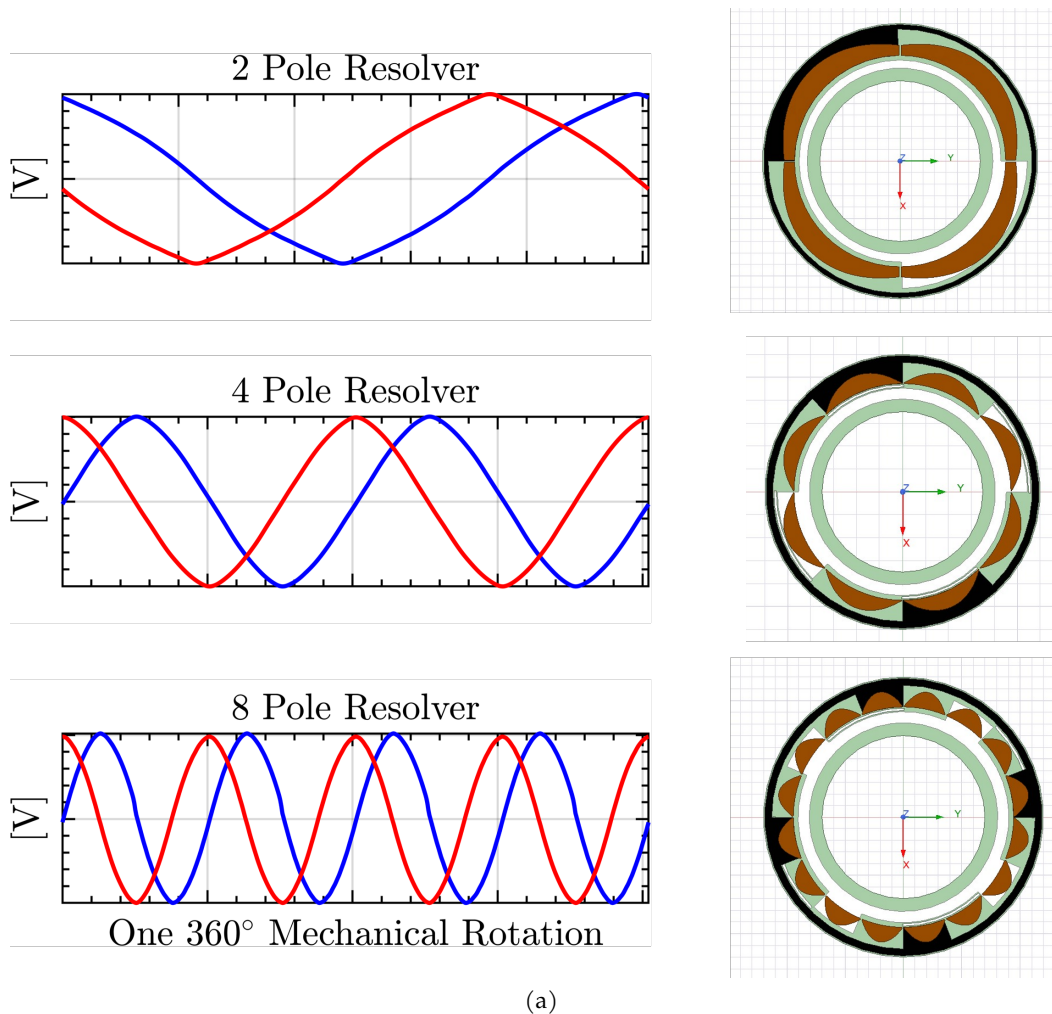 2 Pole Resolver
[V]
Z
Y
X
4 Pole Resolver
[V]
Z
Y
X
8 Pole Resolver
[V]
Z
Y
X
One 360° Mechanical Rotation
(a)